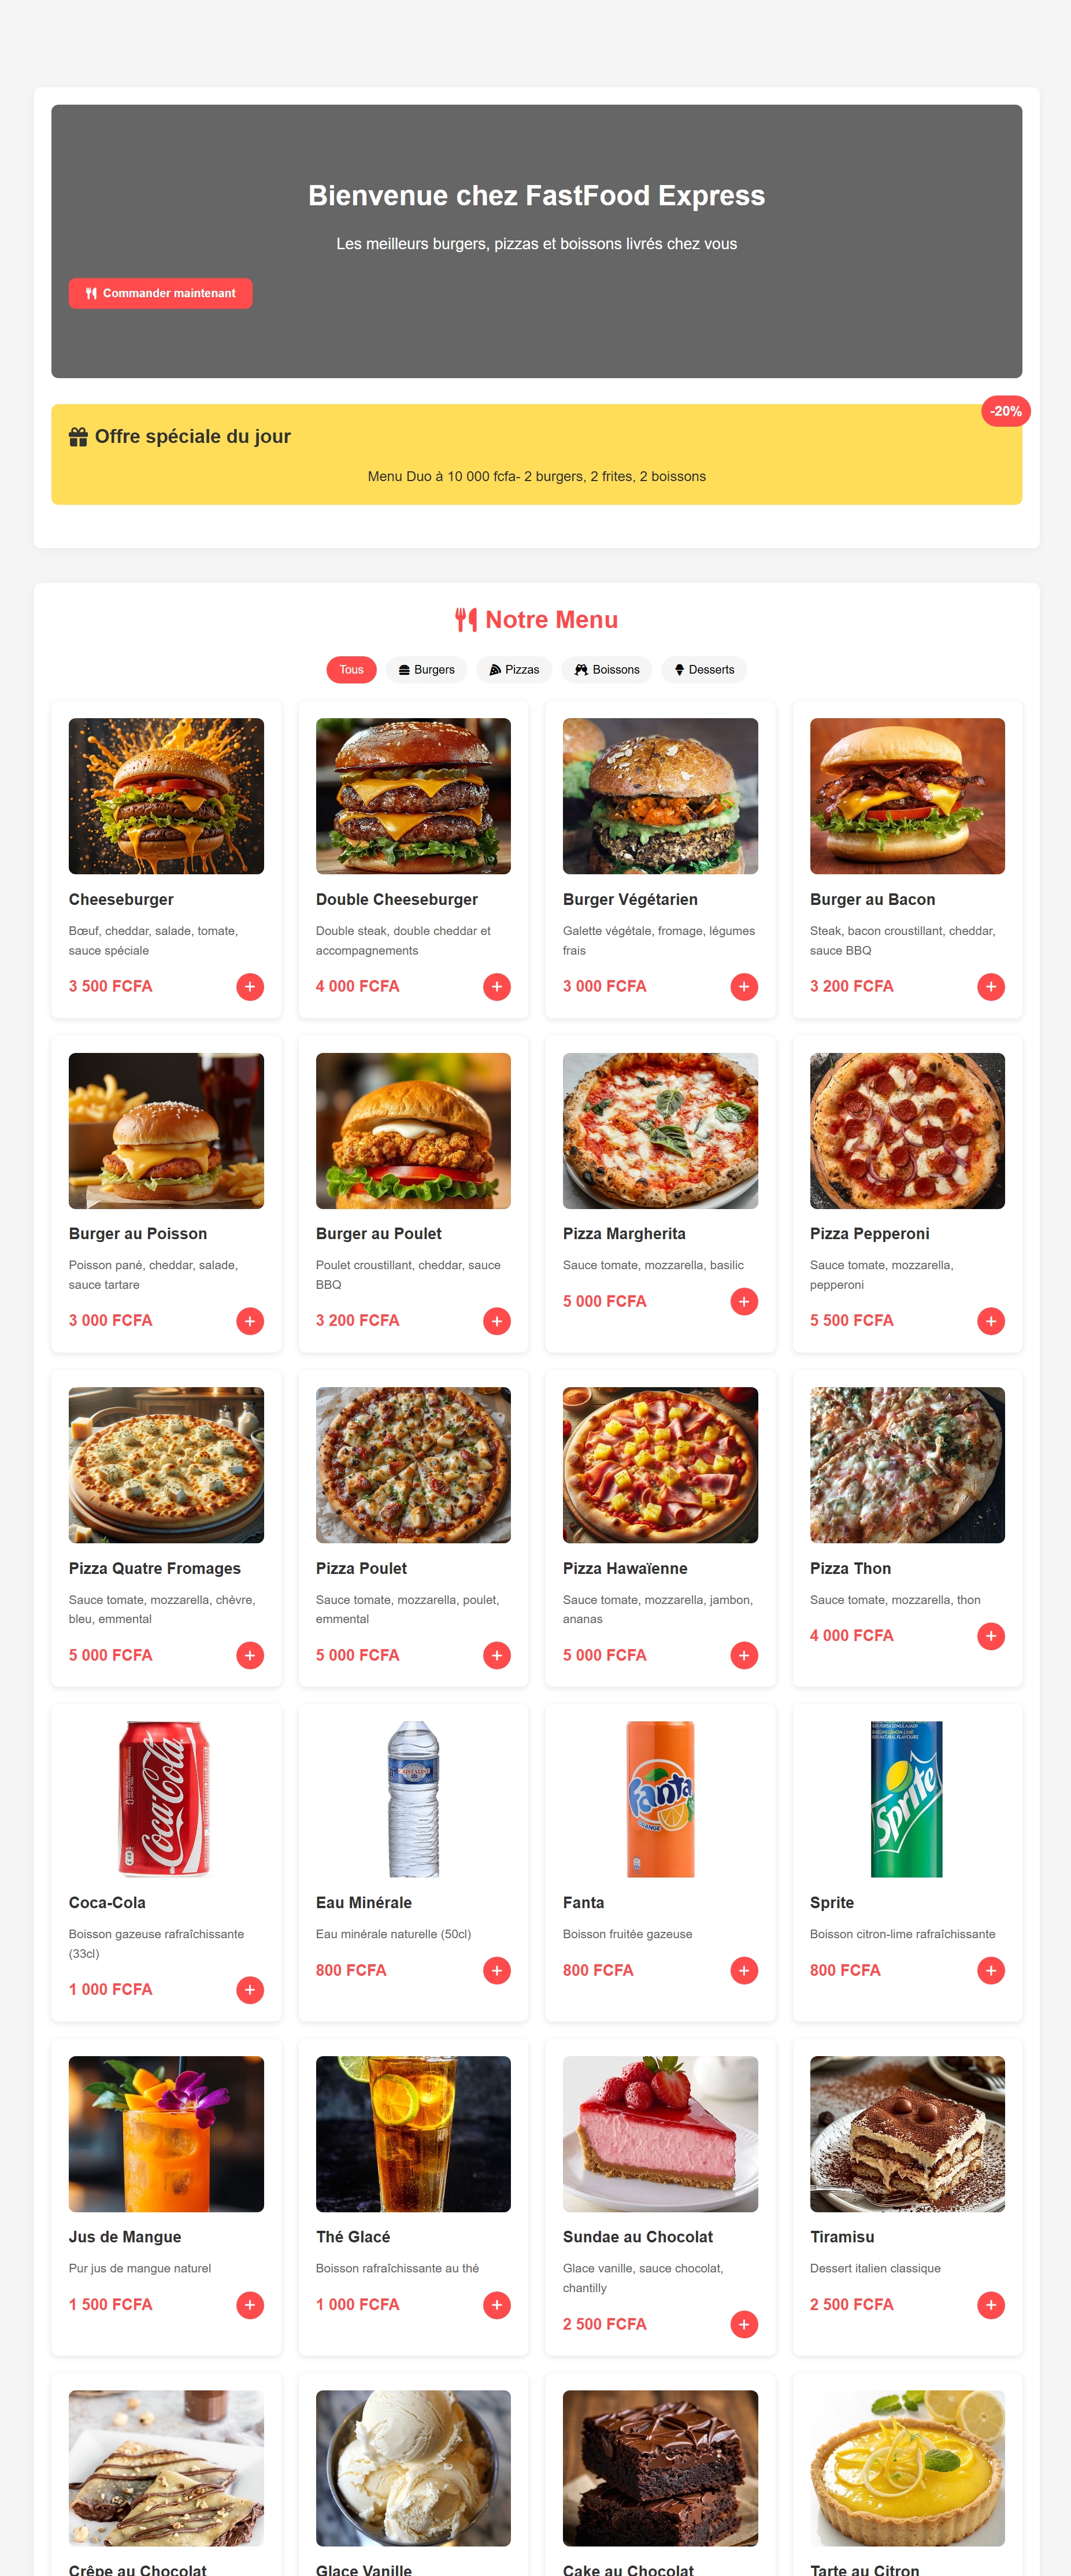 Bienvenue chez FastFood Express
Les meilleurs burgers, pizzas et boissons livrés chez vous
Commander maintenant
-20%
Offre spéciale du jour
Menu Duo à 10 000 fcfa- 2 burgers, 2 frites, 2 boissons
Notre Menu
Tous
Burgers
Pizzas
Boissons
Desserts
Cheeseburger
Bœuf, cheddar, salade, tomate,
sauce spéciale
3 500 FCFA
+
Double Cheeseburger
Double steak, double cheddar et
accompagnements
4 000 FCFA
+
Burger Végétarien
Galette végétale, fromage, légumes
frais
3 000 FCFA
+
Burger au Bacon
Steak, bacon croustillant, cheddar,
sauce BBQ
3 200 FCFA
+
Burger au Poisson
Poisson pané, cheddar, salade,
sauce tartare
3 000 FCFA
+
Burger au Poulet
Poulet croustillant, cheddar, sauce
BBQ
3 200 FCFA
+
Pizza Margherita
Sauce tomate, mozzarella, basilic
5 000 FCFA
+
Pizza Pepperoni
Sauce tomate, mozzarella,
pepperoni
5 500 FCFA
+
Pizza Quatre Fromages
Sauce tomate, mozzarella, chèvre,
bleu, emmental
5 000 FCFA
+
Pizza Poulet
Sauce tomate, mozzarella, poulet,
emmental
5 000 FCFA
+
Pizza Hawaïenne
Sauce tomate, mozzarella, jambon,
ananas
5 000 FCFA
+
Pizza Thon
Sauce tomate, mozzarella, thon
4 000 FCFA
+
Coca-Cola
Coca-Cola
Boisson gazeuse rafraîchissante
(33cl)
1 000 FCFA
+
Eau Minérale
Eau minérale naturelle (50cl)
800 FCFA
+
Fanta
ORANGE
Fanta
Boisson fruitée gazeuse
800 FCFA
+
Sprite
Sprite
Boisson citron-lime rafraîchissante
800 FCFA
+
Jus de Mangue
Pur jus de mangue naturel
1 500 FCFA
+
Thé Glacé
Boisson rafraîchissante au thé
1 000 FCFA
+
Sundae au Chocolat
Glace vanille, sauce chocolat,
chantilly
2 500 FCFA
+
Tiramisu
Dessert italien classique
2 500 FCFA
+
Crêpe au Chocolat
Glace Vanille
Cake au Chocolat
Tarte au Citron